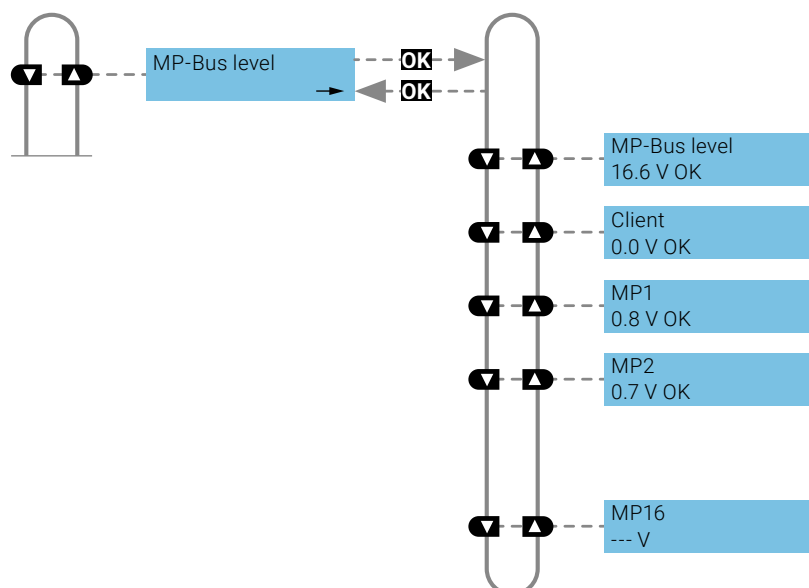 MP-Bus level
OK
OK
MP-Bus level
16.6 V OK
Client
0.0 V OK
MP1
0.8 V OK
MP2
0.7 V OK
MP16
--- V